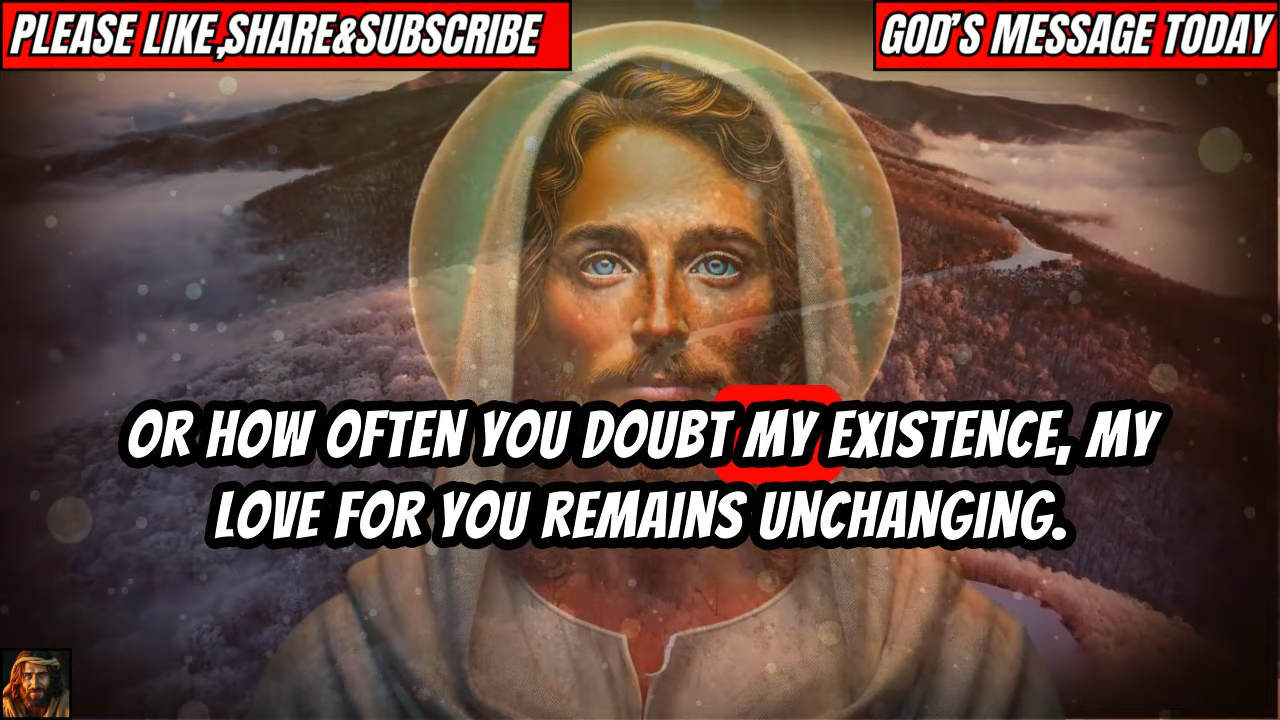 PLEASE LIKE,SHARE&SUBSCRIBE
GOD'S MESSAGE TODAY
OR HOW OFTEN YOU DOUBT MY EXISTENCE, MY
LOVE FOR YOU REMAINS UNCHANGING.